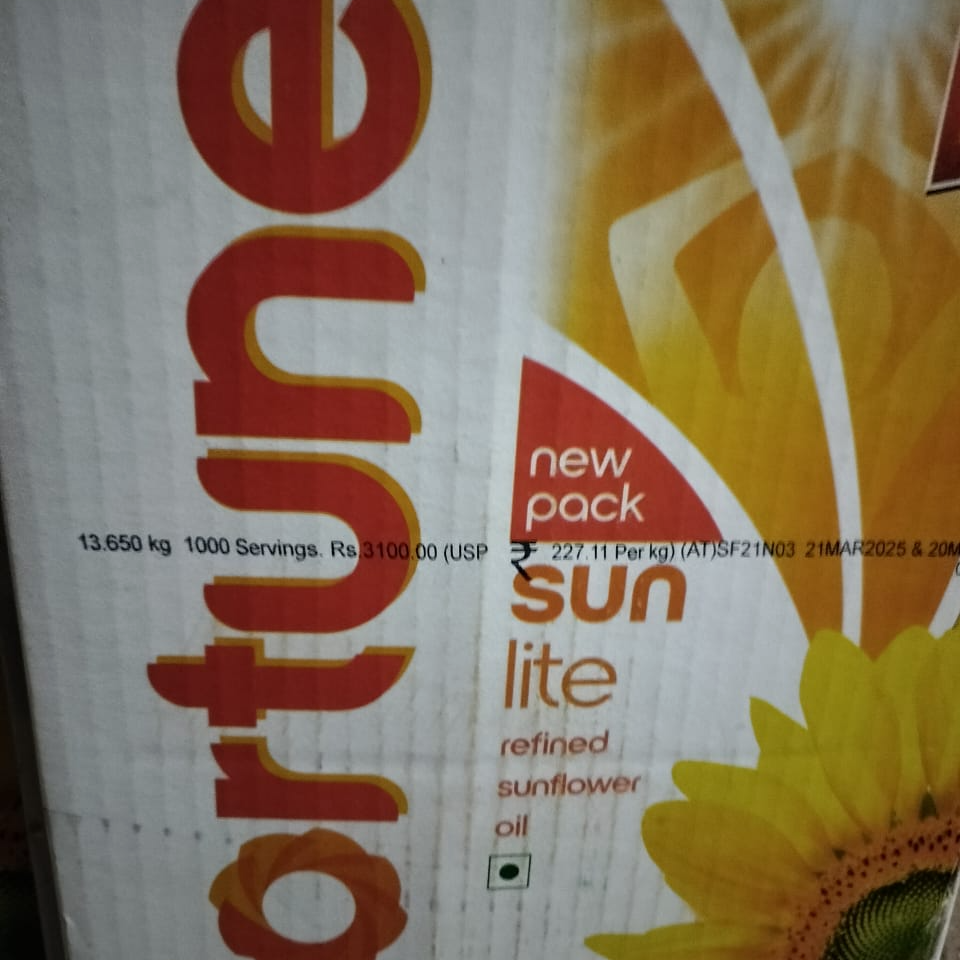 ortune
new
pack
13.650 kg 1000 Servings. Rs.3100.00 (USP ₹ 227.11 Per kg) (AT)SF21N03 21MAR2025 & 20M
sun
lite
refined
sunflower
oil